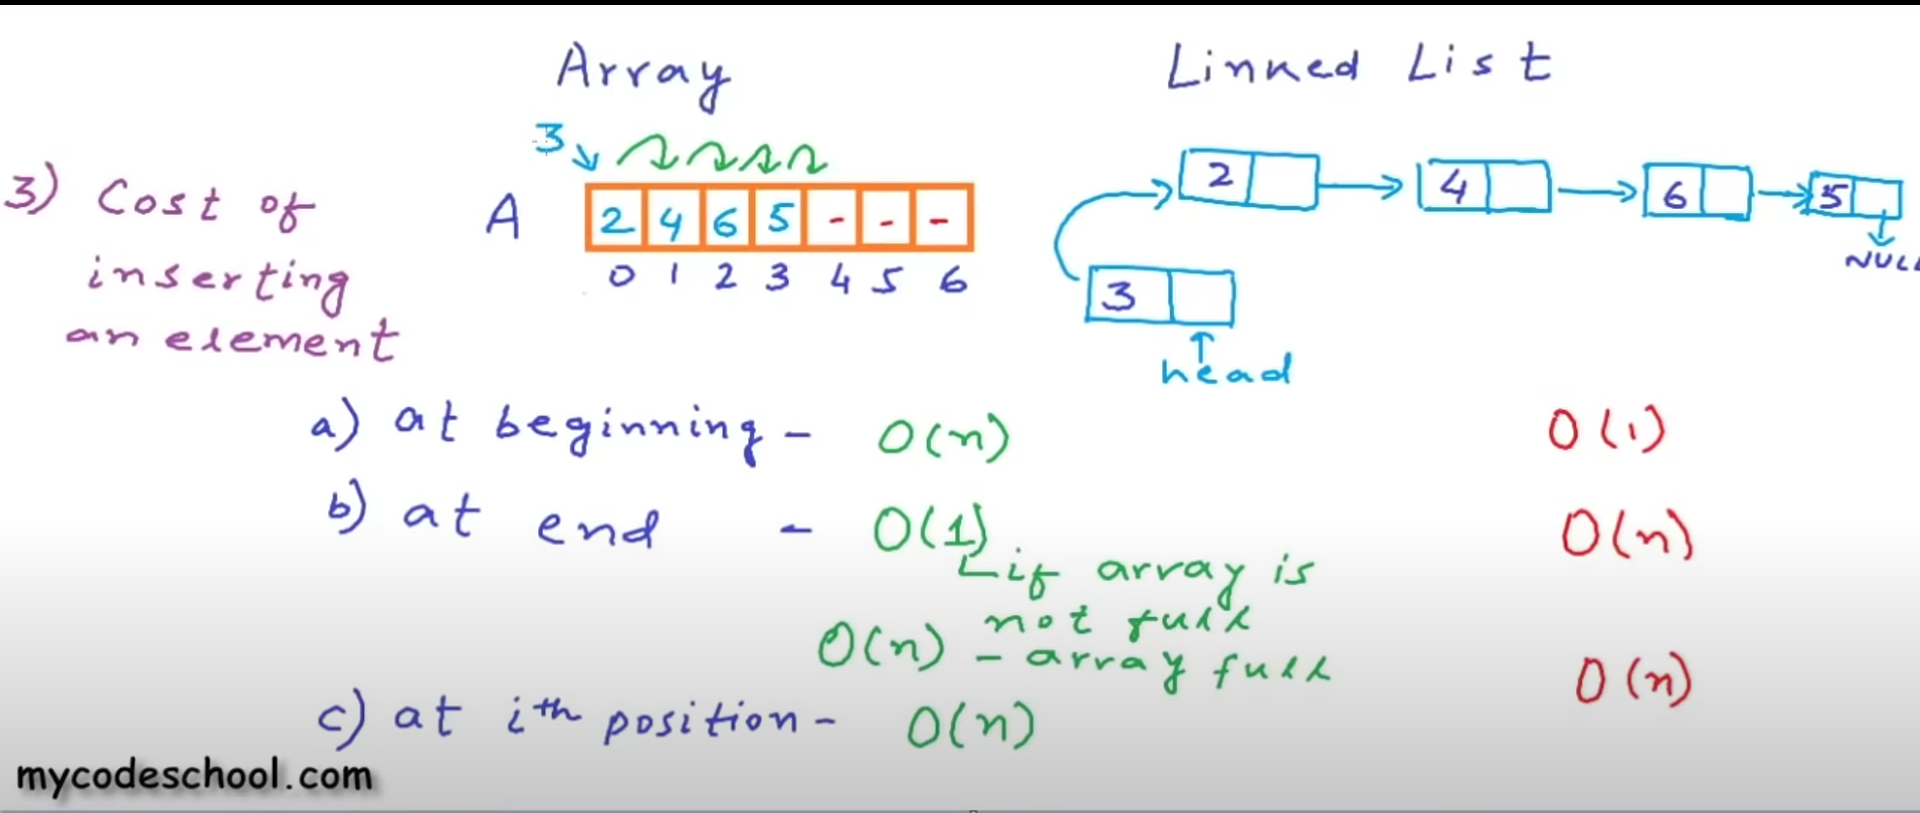 Array
Linked List
3
3) Cost of
inserting
an element
A
2 4 6 5 - - -
0 1 2 3 4 5 6
2
4
6
5
NULL
3
head
a) at beginning - O(n)
O(1)
b) at end - O(1)
O(n)
if array is
not full
O(n) - array full
O(n)
c) at ith position - O(n)
mycodeschool.com